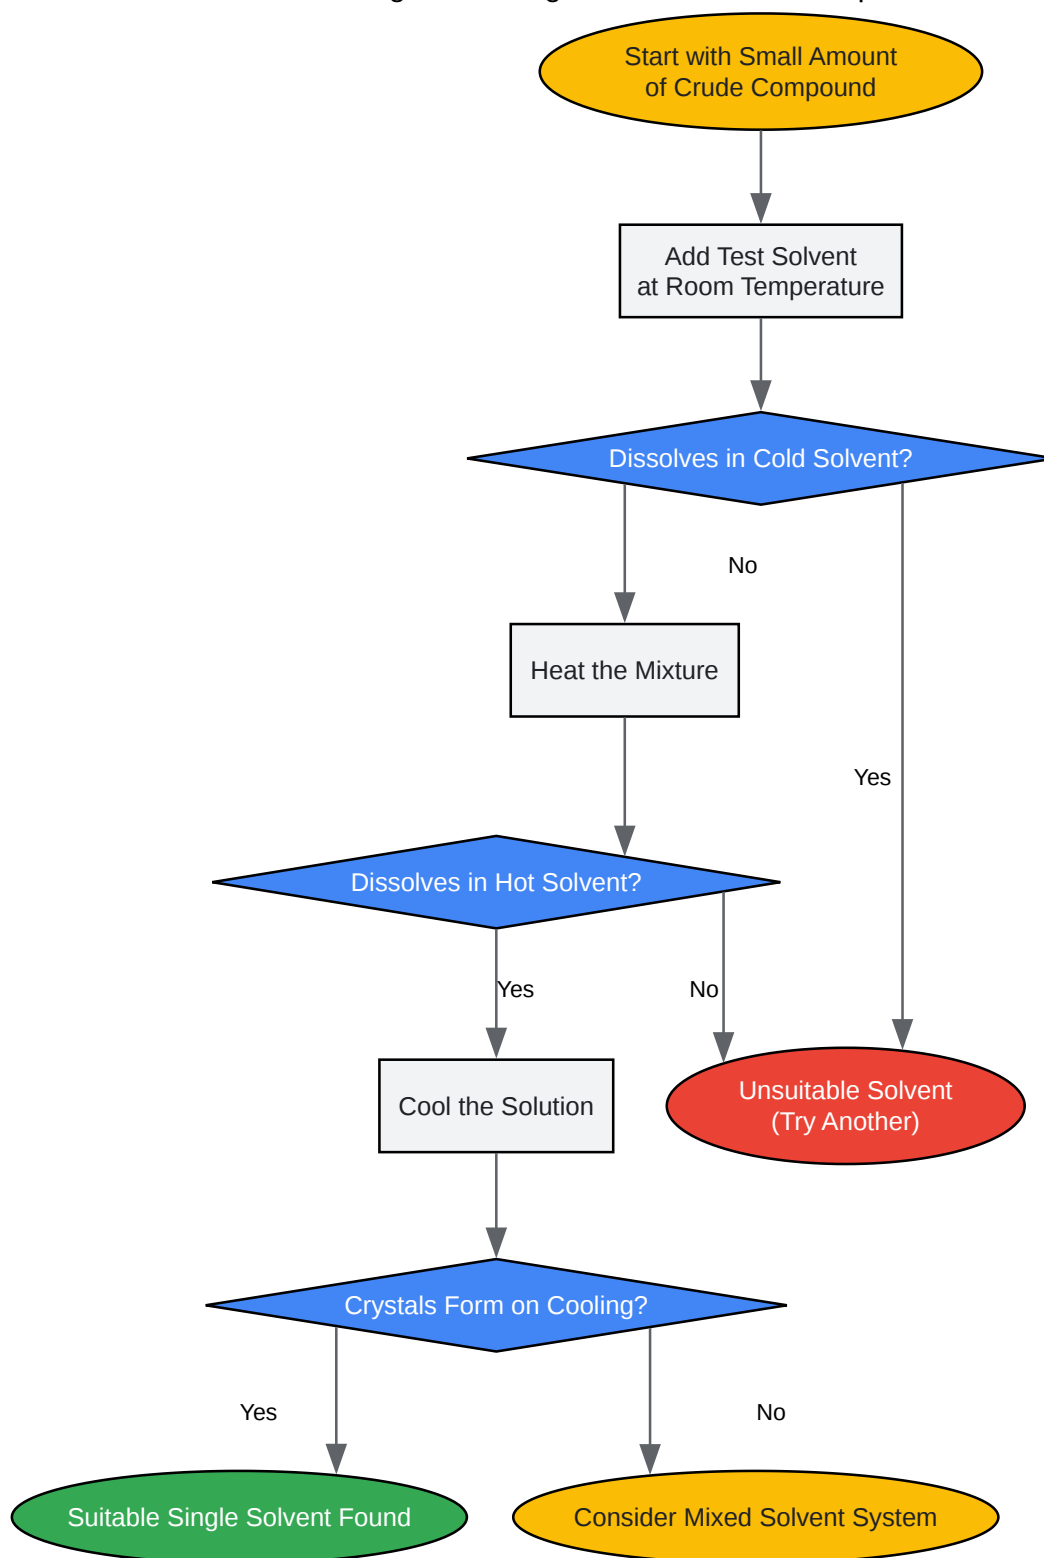 Start with Small Amount
of Crude Compound
Add Test Solvent
at Room Temperature
Dissolves in Cold Solvent?
No
Heat the Mixture
Yes
Dissolves in Hot Solvent?
Yes
No
Cool the Solution
Unsuitable Solvent
(Try Another)
Crystals Form on Cooling?
Yes
No
Suitable Single Solvent Found
Consider Mixed Solvent System